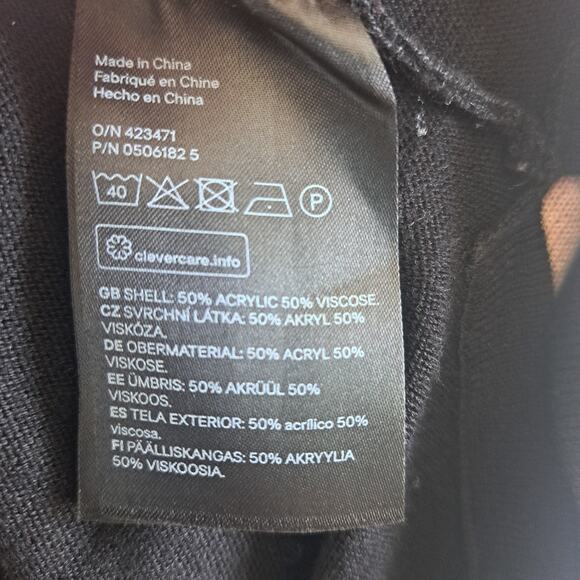 Made in China
Fabriqué en Chine
Hecho en China
O/N 423471
P/N 0506182 5
40 P
clevercare.info
GB SHELL: 50% ACRYLIC 50% VISCOSE.
CZ SVRCHNÍ LÁTKA: 50% AKRYL 50%
VISKÓZA.
DE OBERMATERIAL: 50% ACRYL 50%
VISKOSE.
EE ÜMBRIS: 50% AKRÜÜL 50%
VISKOOS.
ES TELA EXTERIOR: 50% acrílico 50%
viscosa.
FI PÄÄLLISKANGAS: 50% AKRYYLIA
50% VISKOOSIA.